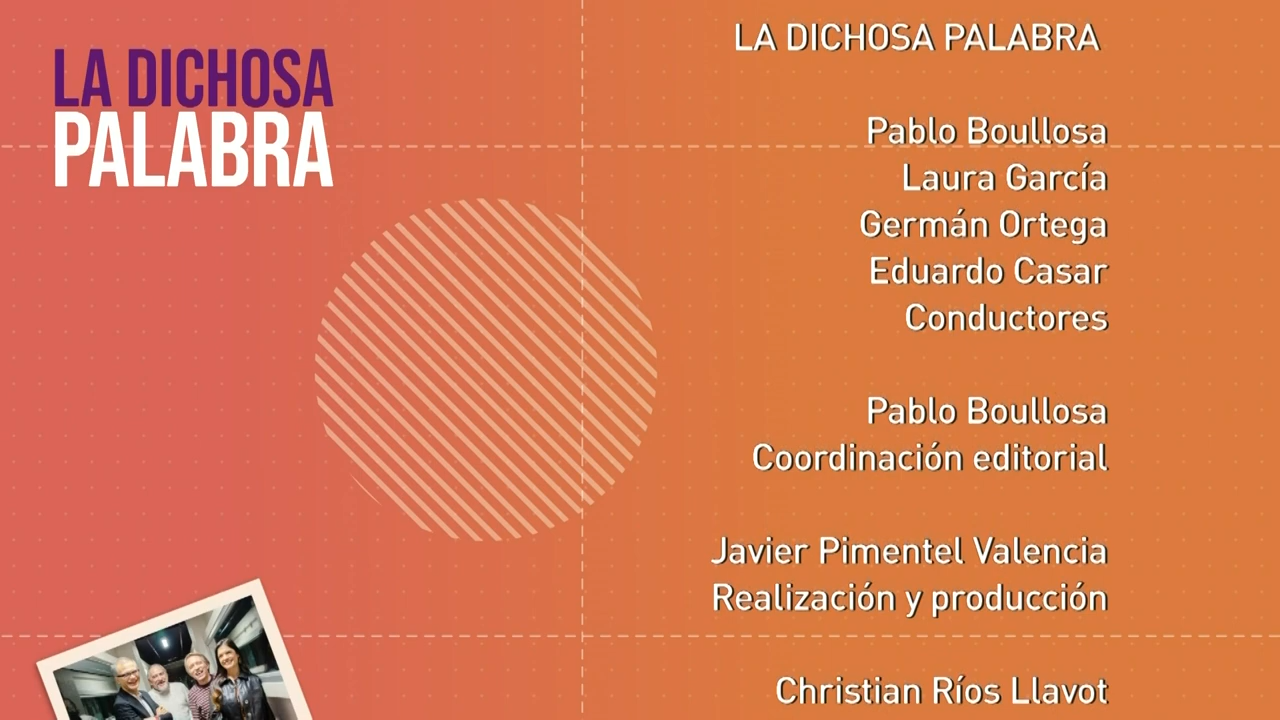 LA DICHOSA
PALABRA
LA DICHOSA PALABRA
Pablo Boullosa
Laura García
Germán Ortega
Eduardo Casar
Conductores
Pablo Boullosa
Coordinación editorial
Javier Pimentel Valencia
Realización y producción
Christian Ríos Llavot